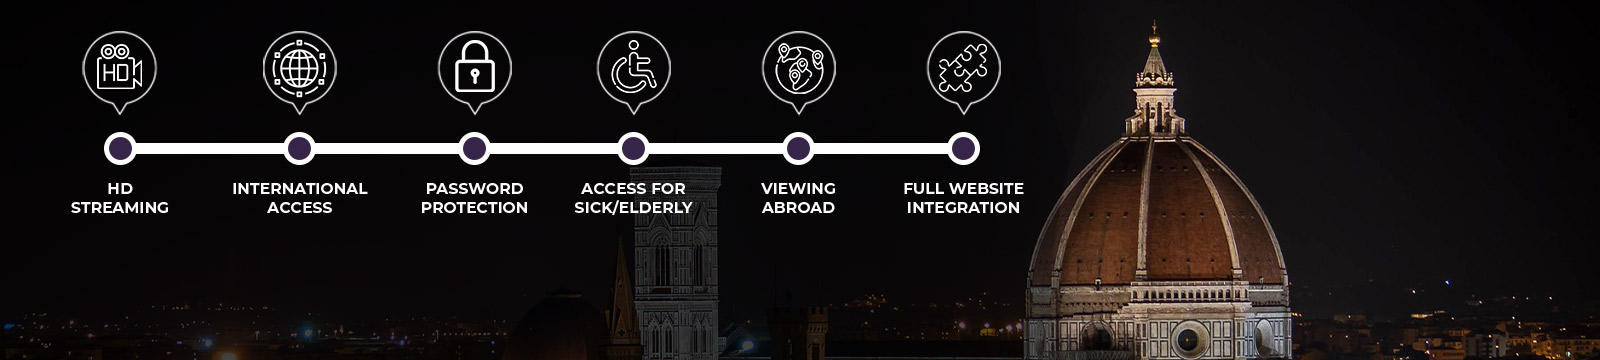 HD
HD
STREAMING
INTERNATIONAL
ACCESS
PASSWORD
PROTECTION
ACCESS FOR
SICK/ELDERLY
VIEWING
ABROAD
FULL WEBSITE
INTEGRATION